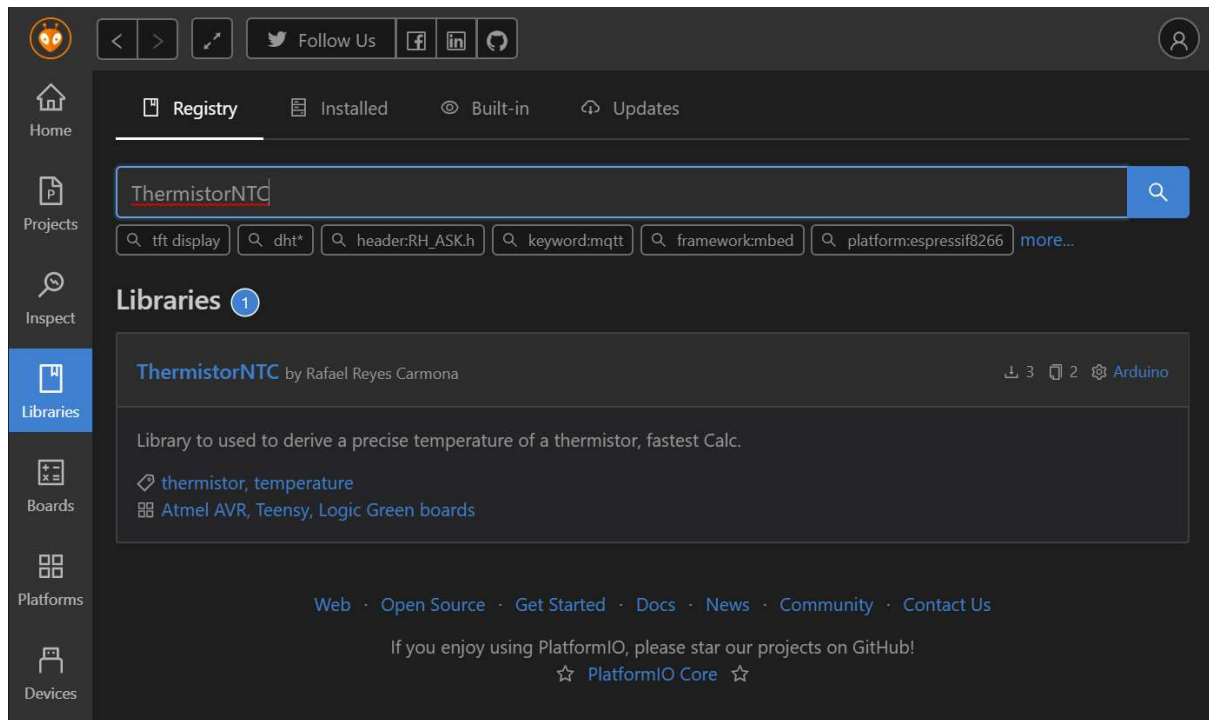 Follow Us
Home
Projects
Inspect
Libraries
Boards
Platforms
Devices
Registry Installed Built-in Updates
ThermistorNTC
tft display dht* header:RH_ASK.h keyword:mqtt framework:mbed platform:espressif8266 more...
Libraries 1
ThermistorNTC by Rafael Reyes Carmona 3 2 Arduino
Library to used to derive a precise temperature of a thermistor, fastest Calc.
thermistor, temperature
Atmel AVR, Teensy, Logic Green boards
Web · Open Source · Get Started · Docs · News · Community · Contact Us
If you enjoy using PlatformIO, please star our projects on GitHub!
☆ PlatformIO Core ☆